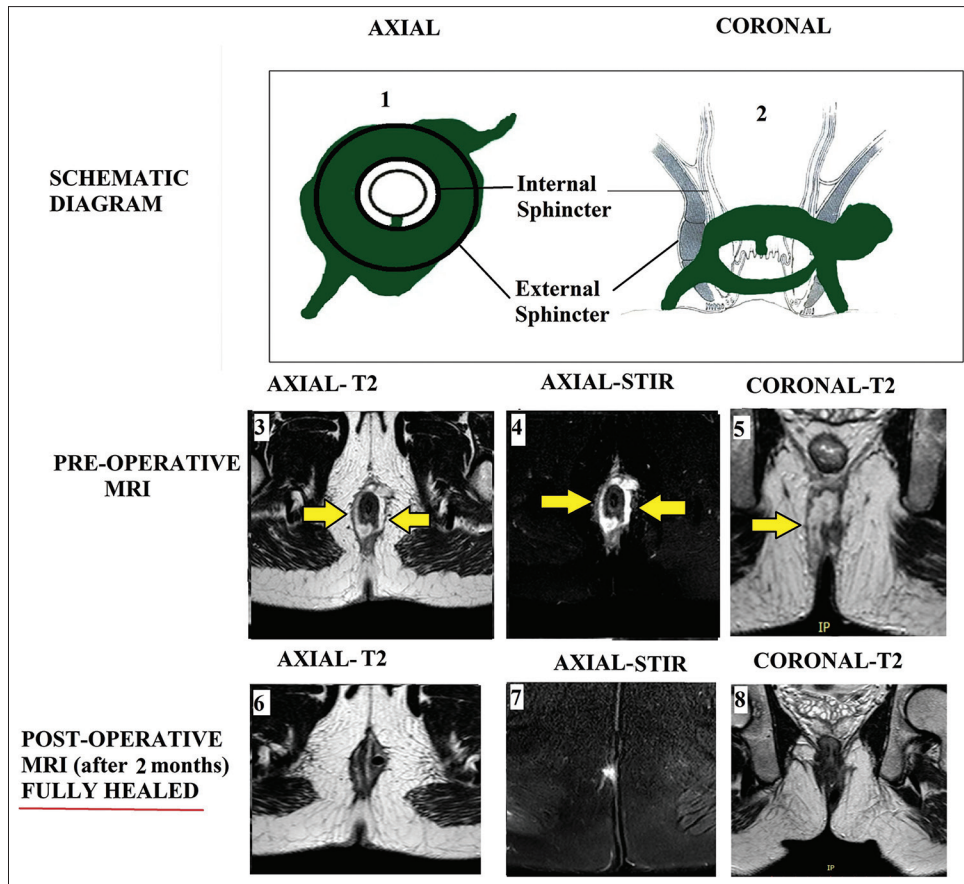 AXIAL
CORONAL
1
2
SCHEMATIC
DIAGRAM
Internal
Sphincter
External
Sphincter
AXIAL- T2
AXIAL-STIR
CORONAL-T2
PRE-OPERATIVE
MRI
3
4
5
IP
AXIAL-T2
AXIAL-STIR
CORONAL-T2
POST-OPERATIVE
MRI (after 2 months)
FULLY HEALED
6
7
8
IP